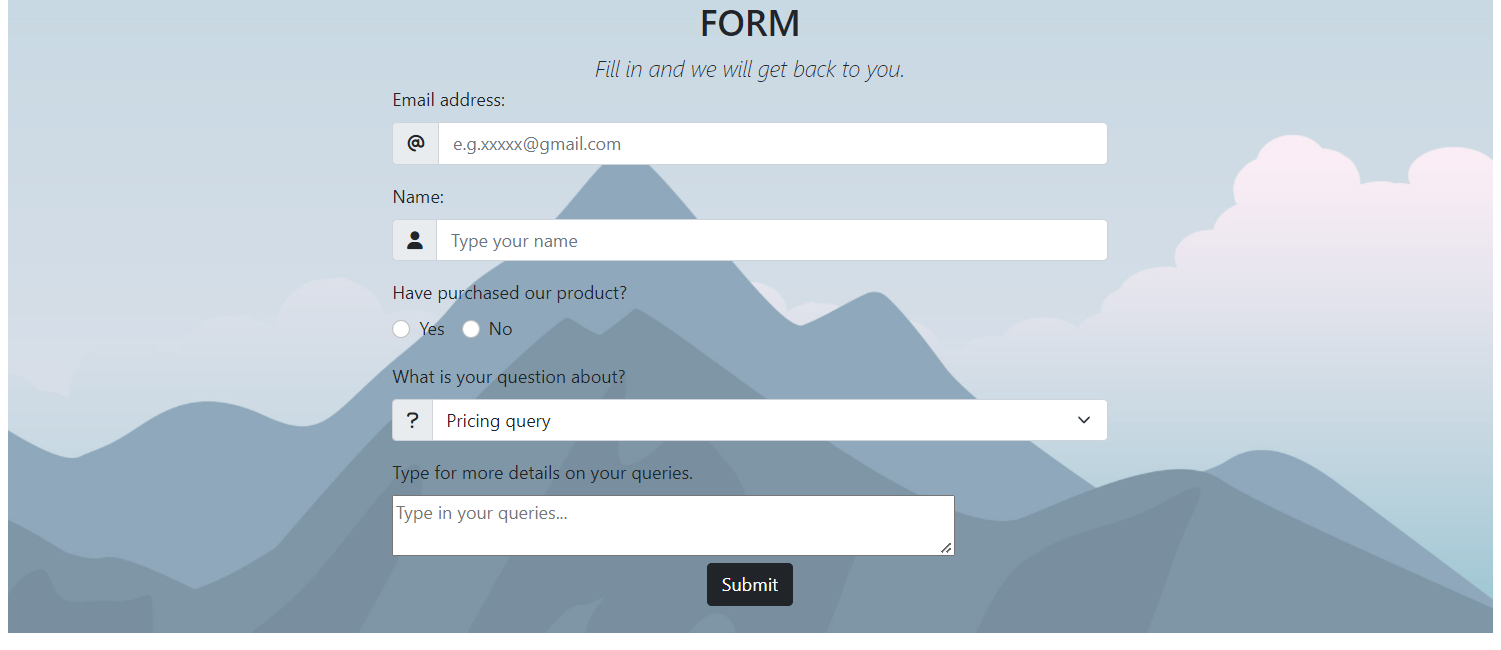 FORM
Fill in and we will get back to you.
Email address:
@ e.g.xxxxx@gmail.com
Name:
Type your name
Have purchased our product?
Yes No
What is your question about?
? Pricing query
Type for more details on your queries.
Type in your queries...
Submit